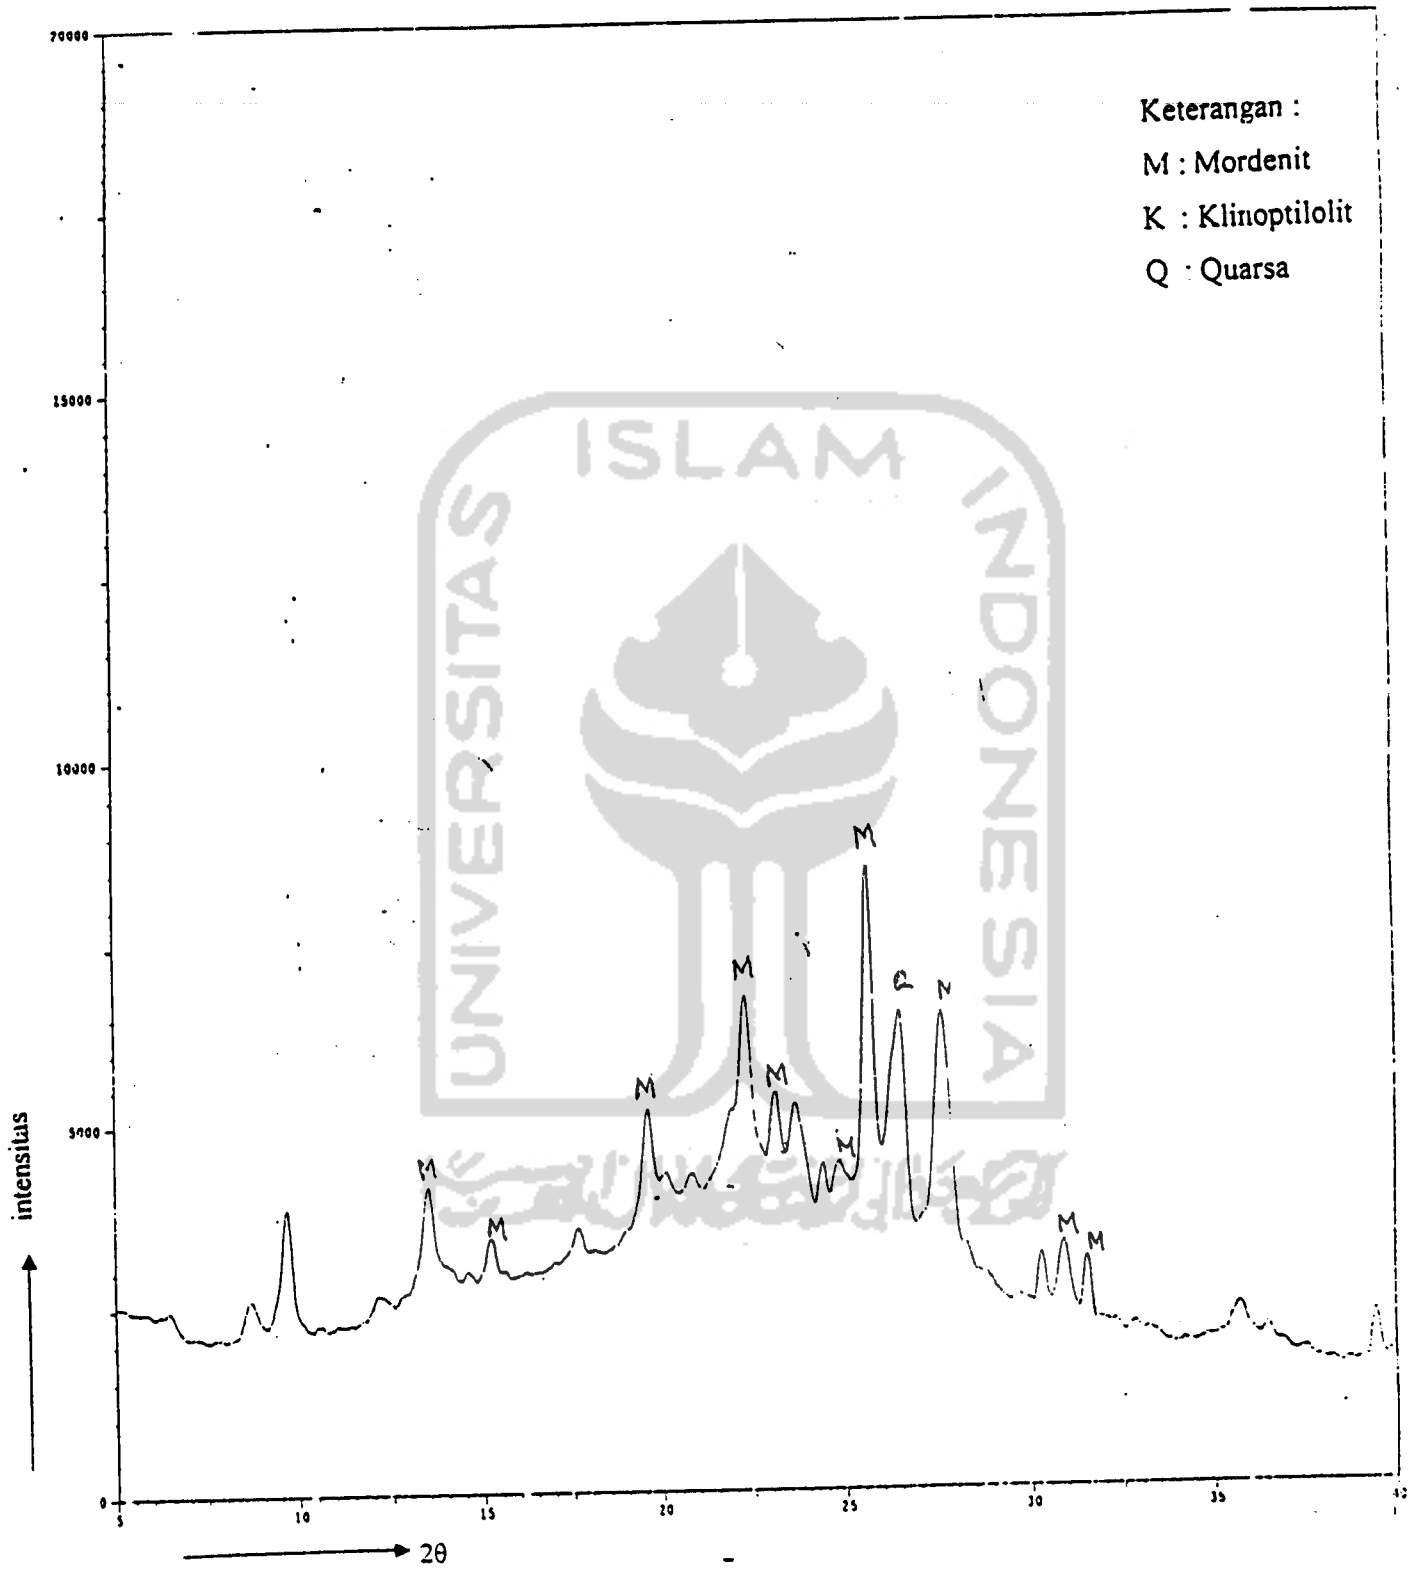 20000
Keterangan :
M : Mordenit
K : Klinoptilolit
Q : Quarsa
15000
ISLAM
UNIVERSITAS
INDONESIA
10000
M
M
Q
M
M
5000
M
M
M
M
M
intensitas
0
5
10
15
20
25
30
35
40
2θ